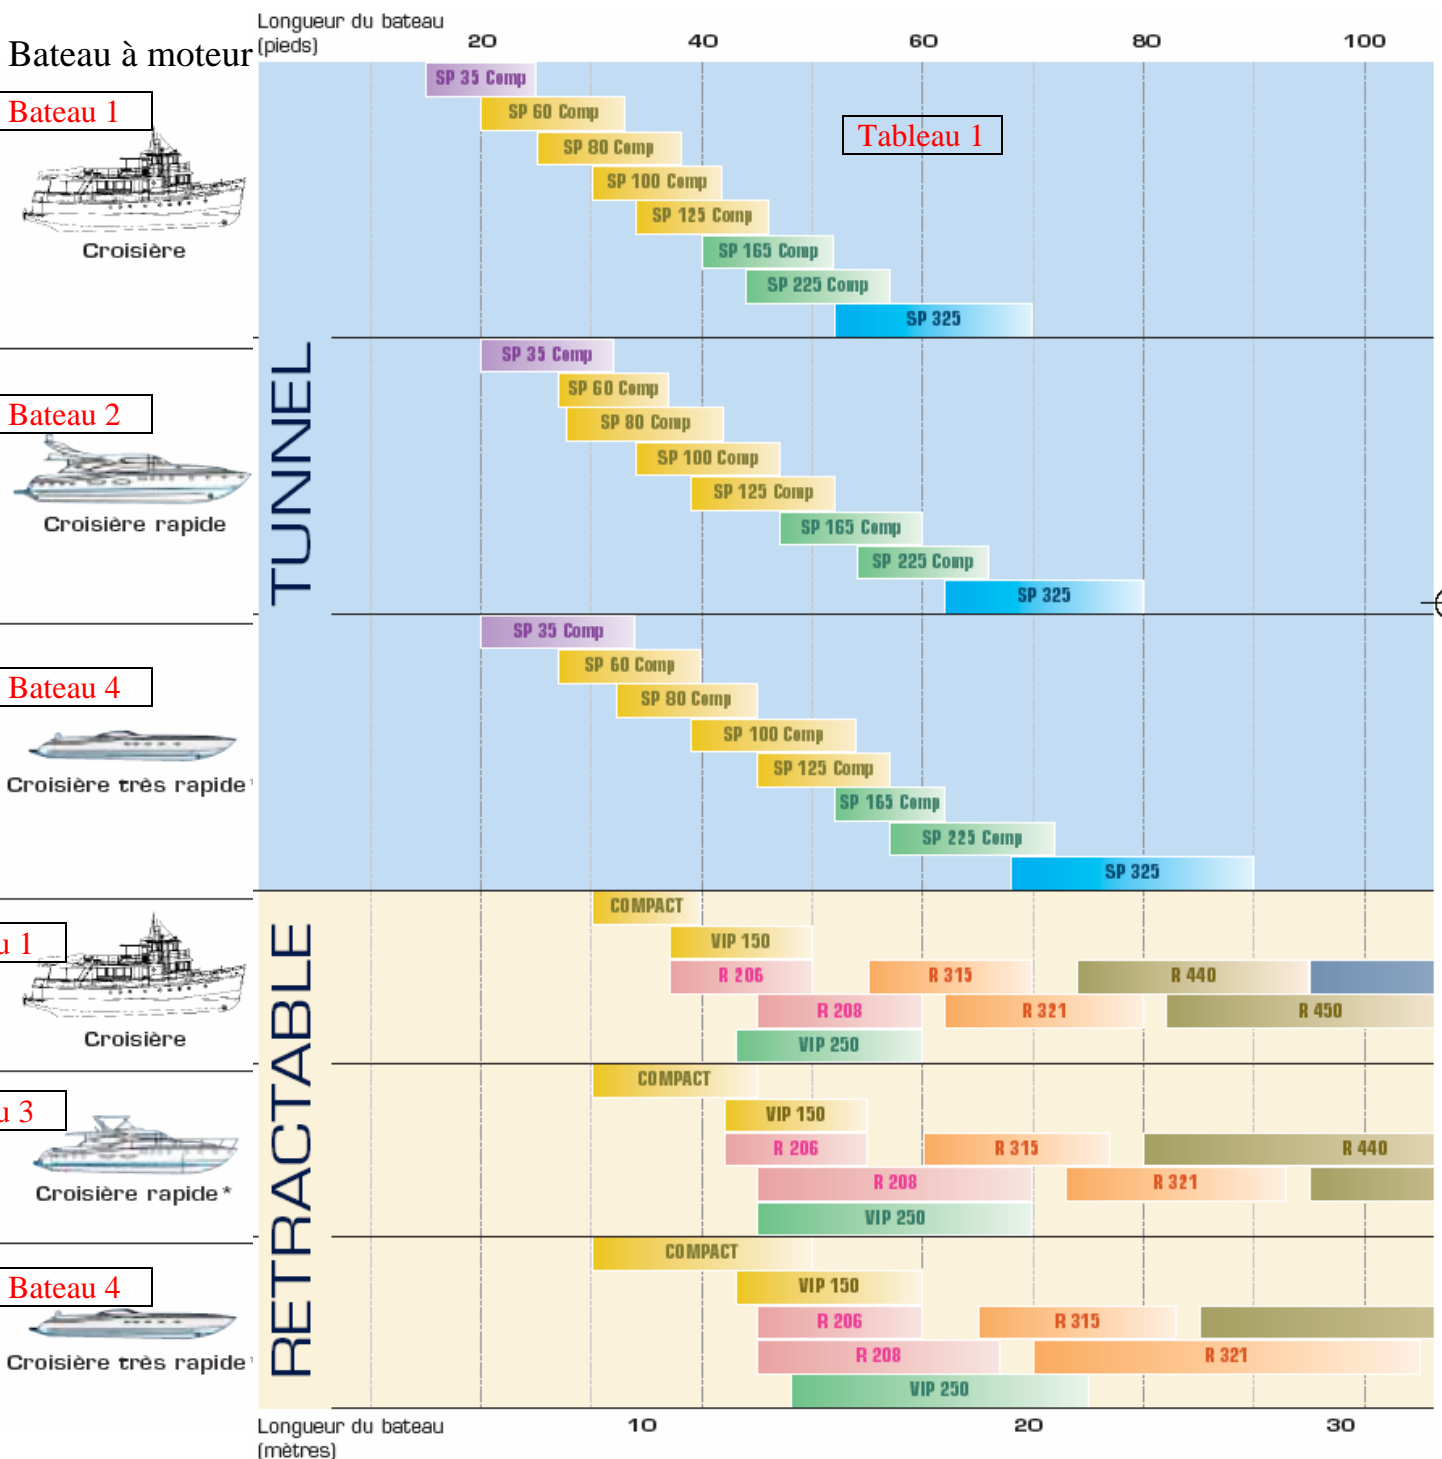 Longueur du bateau
(pieds) 20 40 60 80 100
Bateau à moteur
SP 35 Comp
Bateau 1
SP 60 Comp
Tableau 1
SP 80 Comp
SP 100 Comp
SP 125 Comp
Croisière
SP 165 Comp
SP 225 Comp
SP 325
TUNNEL
SP 35 Comp
SP 60 Comp
Bateau 2
SP 80 Comp
SP 100 Comp
SP 125 Comp
Croisière rapide
SP 165 Comp
SP 225 Comp
SP 325
SP 35 Comp
SP 60 Comp
Bateau 4
SP 80 Comp
SP 100 Comp
SP 125 Comp
Croisière très rapide
SP 165 Comp
SP 225 Comp
SP 325
RETRACTABLE
COMPACT
u 1
VIP 150
R 206 R 315 R 440
R 208 R 321 R 450
Croisière
VIP 250
COMPACT
u 3
VIP 150
R 206 R 315 R 440
Croisière rapide*
R 208 R 321
VIP 250
COMPACT
Bateau 4
VIP 150
R 206 R 315
Croisière très rapide
R 208 R 321
VIP 250
Longueur du bateau
(mètres) 10 20 30